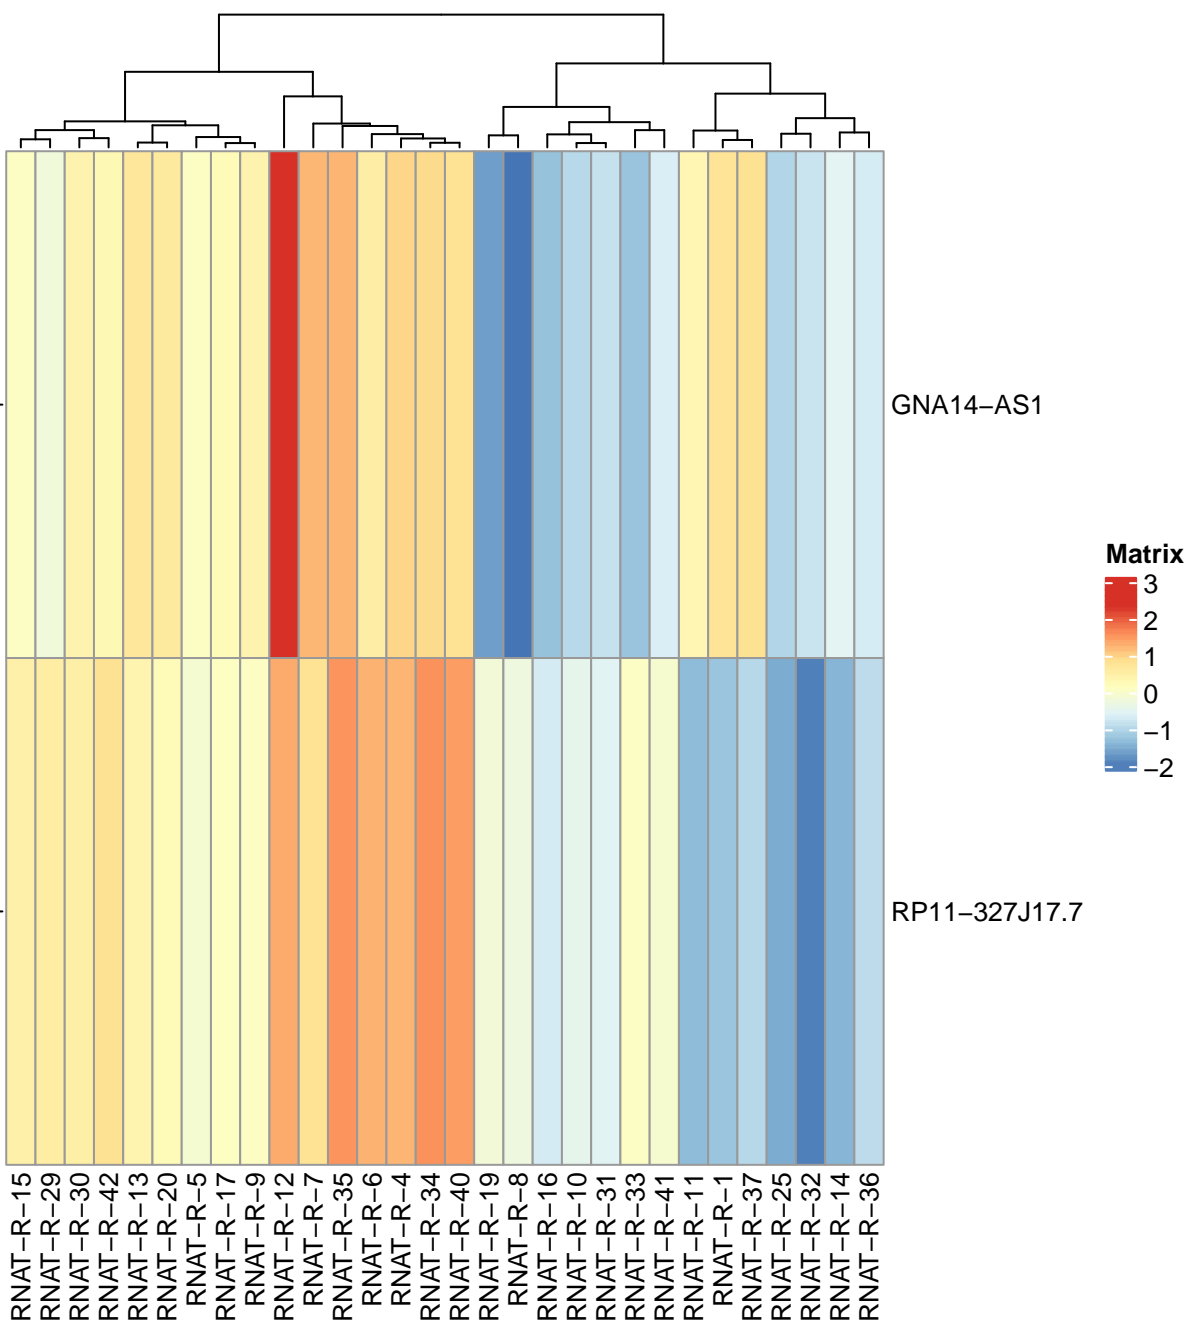 GNA14−AS1
Matrix
3
2
1
0
−1
−2
RP11−327J17.7
RNAT−R−15
RNAT−R−29
RNAT−R−30
RNAT−R−42
RNAT−R−13
RNAT−R−20
RNAT−R−5
RNAT−R−17
RNAT−R−9
RNAT−R−12
RNAT−R−7
RNAT−R−35
RNAT−R−6
RNAT−R−4
RNAT−R−34
RNAT−R−40
RNAT−R−19
RNAT−R−8
RNAT−R−16
RNAT−R−10
RNAT−R−31
RNAT−R−33
RNAT−R−41
RNAT−R−11
RNAT−R−1
RNAT−R−37
RNAT−R−25
RNAT−R−32
RNAT−R−14
RNAT−R−36